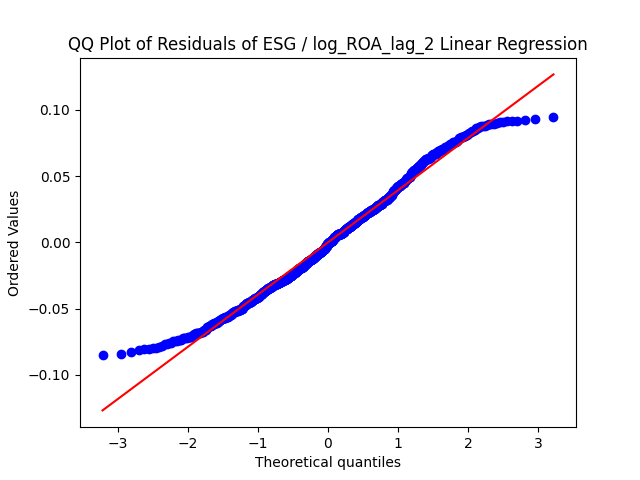 QQ Plot of Residuals of ESG / log_ROA_lag_2 Linear Regression
0.10
0.05
0.00
−0.05
−0.10
Ordered Values
−3 −2 −1 0 1 2 3
Theoretical quantiles